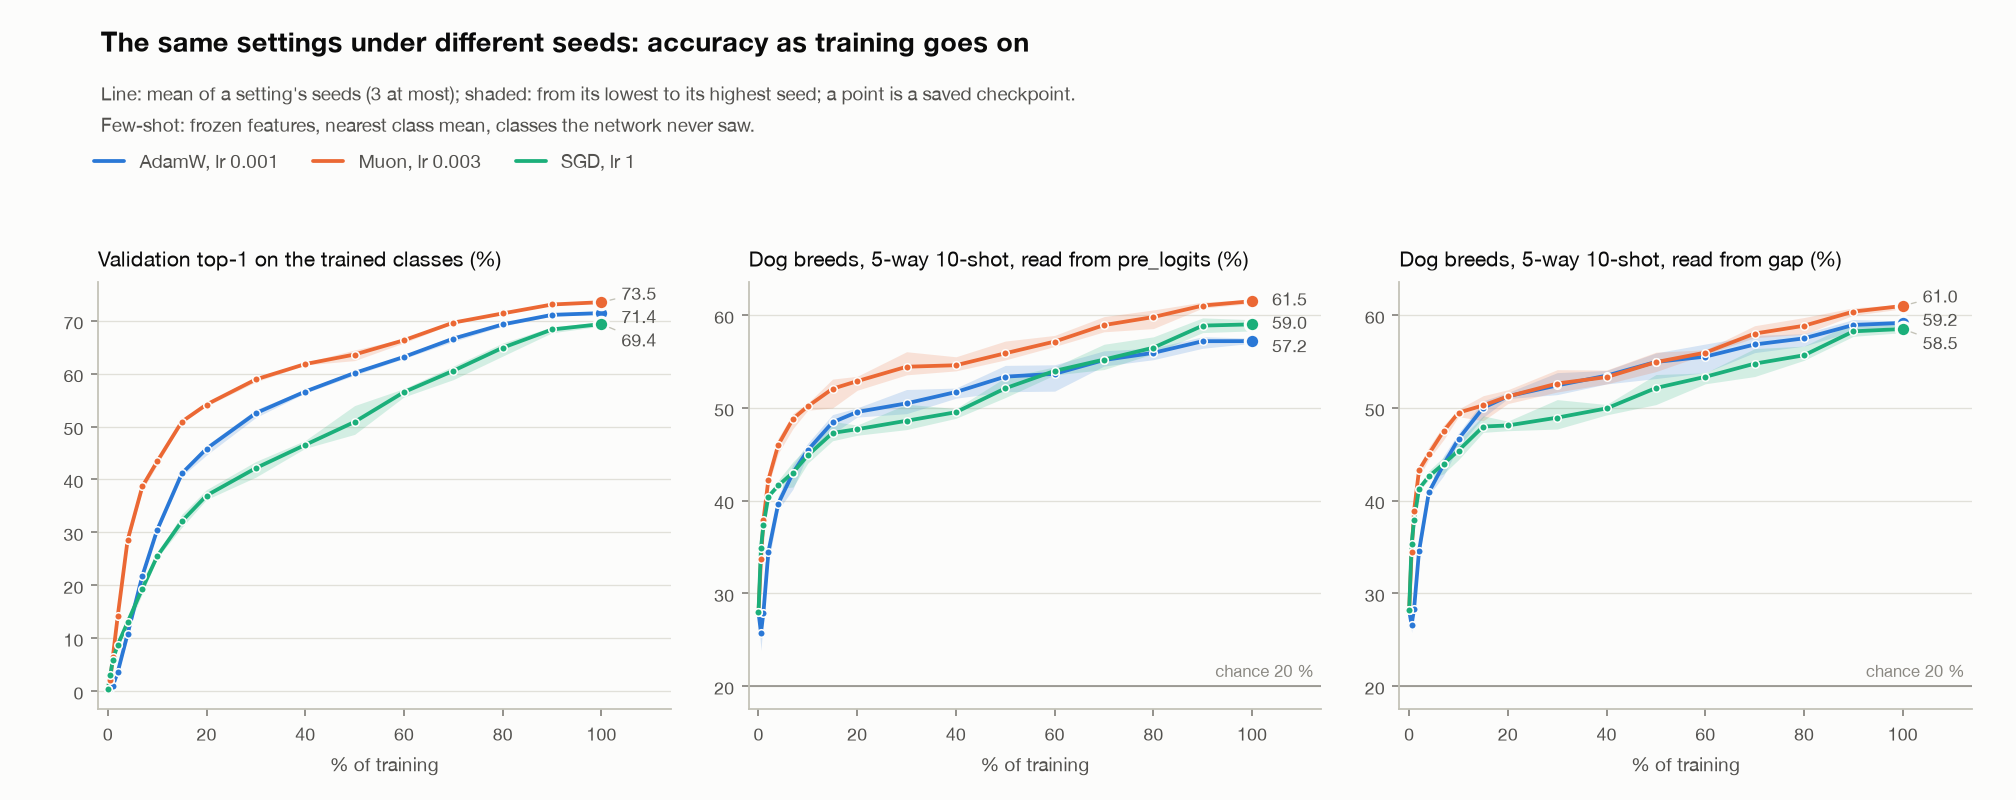 The same settings under different seeds: accuracy as training goes on
Line: mean of a setting's seeds (3 at most); shaded: from its lowest to its highest seed; a point is a saved checkpoint.
Few-shot: frozen features, nearest class mean, classes the network never saw.
AdamW, lr 0.001
Muon, lr 0.003
SGD, lr 1
Validation top-1 on the trained classes (%)
73.5
71.4
69.4
70
60
50
40
30
20
10
0
0 20 40 60 80 100
% of training
Dog breeds, 5-way 10-shot, read from pre_logits (%)
61.5
59.0
57.2
60
50
40
30
20
chance 20 %
0 20 40 60 80 100
% of training
Dog breeds, 5-way 10-shot, read from gap (%)
61.0
59.2
58.5
60
50
40
30
20
chance 20 %
0 20 40 60 80 100
% of training